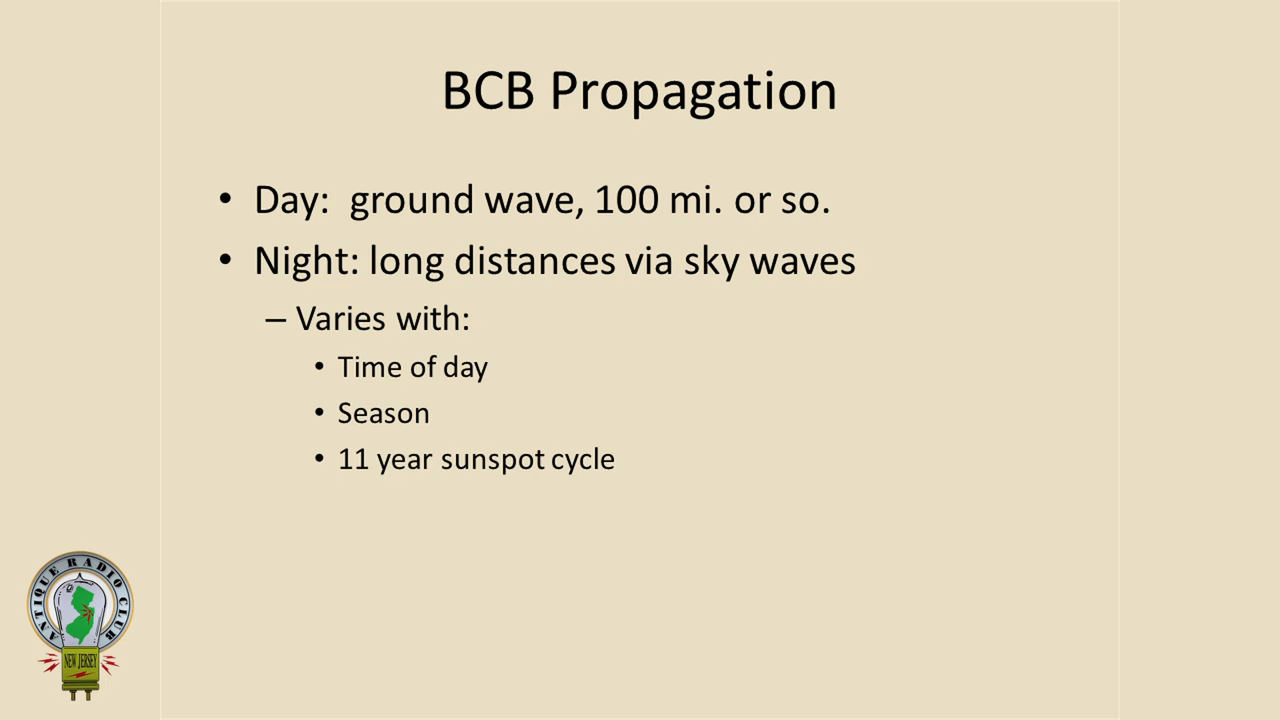 BCB Propagation
• Day:  ground wave, 100 mi. or so.
• Night: long distances via sky waves
– Varies with:
• Time of day
• Season
• 11 year sunspot cycle
ANTIQUE RADIO CLUB
NEW JERSEY